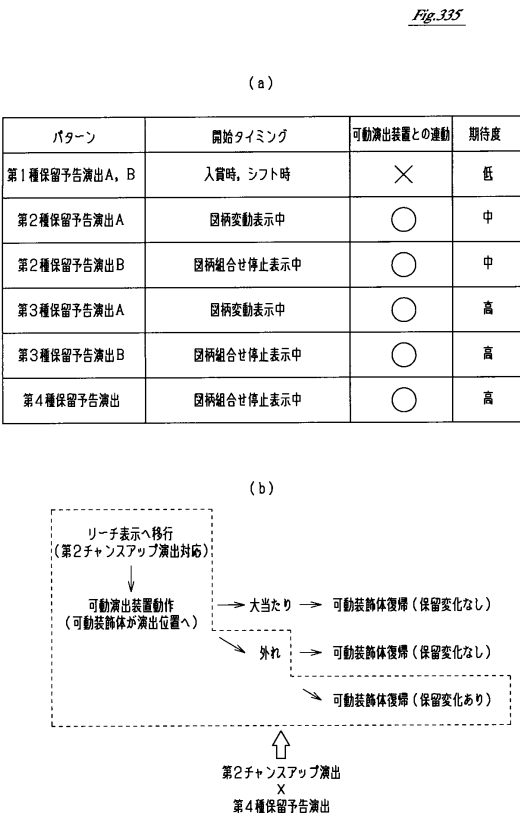 Fig.335
(a)
パターン 開始タイミング 可動演出装置との連動 期待度
第1種保留予告演出A, B 入賞時, シフト時 × 低
第2種保留予告演出A 図柄変動表示中 ○ 中
第2種保留予告演出B 図柄組合せ停止表示中 ○ 中
第3種保留予告演出A 図柄変動表示中 ○ 高
第3種保留予告演出B 図柄組合せ停止表示中 ○ 高
第4種保留予告演出 図柄組合せ停止表示中 ○ 高
(b)
リーチ表示へ移行
(第2チャンスアップ演出対応)
↓
可動演出装置動作 → 大当たり → 可動装飾体復帰(保留変化なし)
(可動装飾体が演出位置へ)
↘ 外れ → 可動装飾体復帰(保留変化なし)
↘ 可動装飾体復帰(保留変化あり)
第2チャンスアップ演出
×
第4種保留予告演出